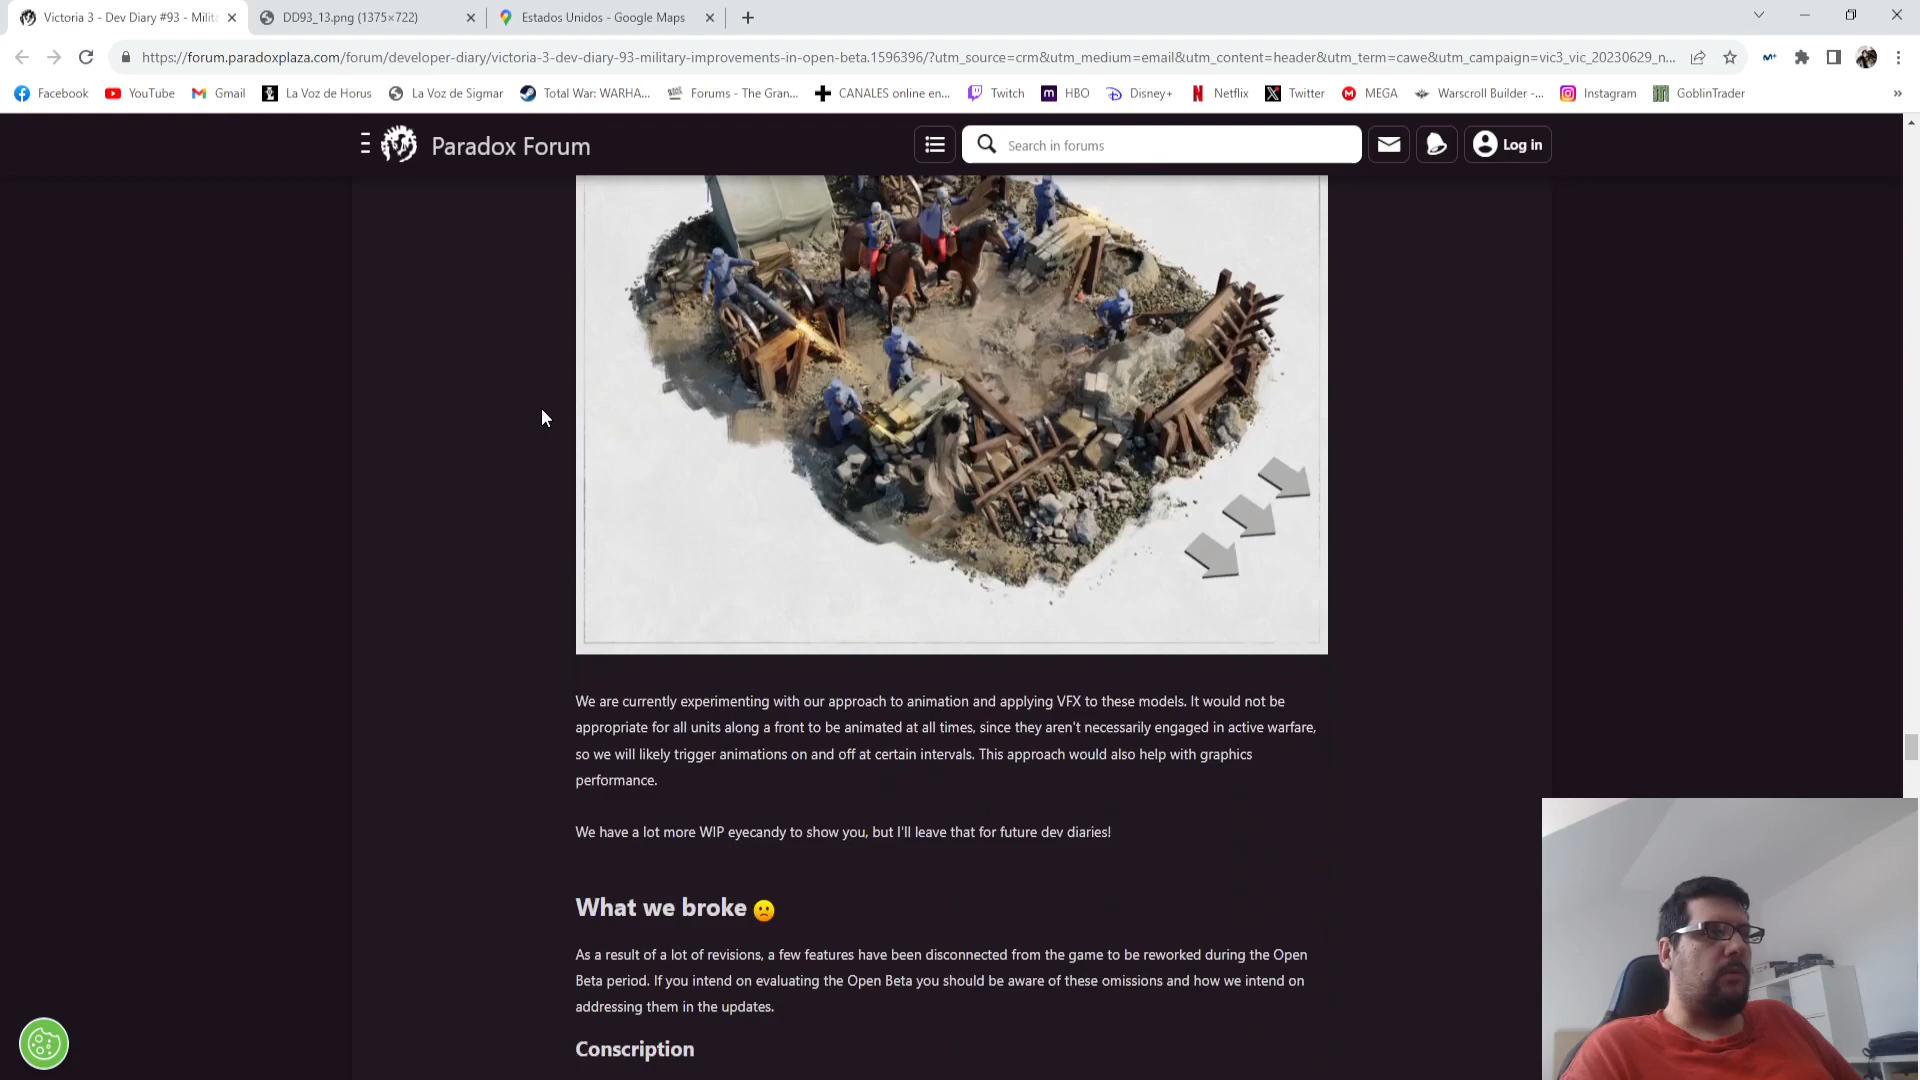 Victoria 3 - Dev Diary #93 - Milit
DD93_13.png (1375×722)
Estados Unidos - Google Maps
https://forum.paradoxplaza.com/forum/developer-diary/victoria-3-dev-diary-93-military-improvements-in-open-beta.1596396/?utm_source=crm&utm_medium=email&utm_content=header&utm_term=cawe&utm_campaign=vic3_vic_20230629_n...
Facebook YouTube Gmail La Voz de Horus La Voz de Sigmar Total War: WARHA... Forums - The Gran... CANALES online en... Twitch HBO Disney+ Netflix Twitter MEGA Warscroll Builder -... Instagram GoblinTrader »
Paradox Forum Search in forums Log in
We are currently experimenting with our approach to animation and applying VFX to these models. It would not be
appropriate for all units along a front to be animated at all times, since they aren't necessarily engaged in active warfare,
so we will likely trigger animations on and off at certain intervals. This approach would also help with graphics
performance.
We have a lot more WIP eyecandy to show you, but I'll leave that for future dev diaries!
What we broke 🙁
As a result of a lot of revisions, a few features have been disconnected from the game to be reworked during the Open
Beta period. If you intend on evaluating the Open Beta you should be aware of these omissions and how we intend on
addressing them in the updates.
Conscription